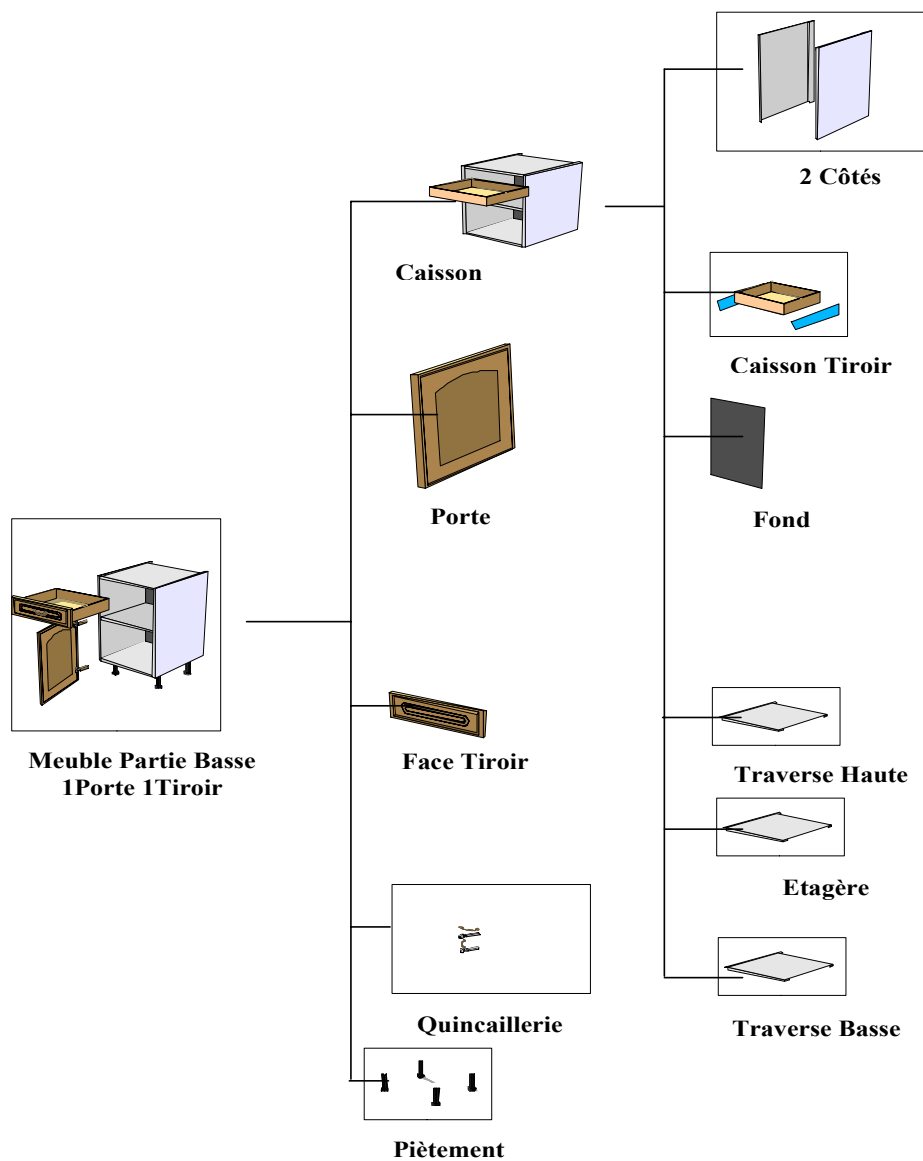 2 Côtés
Caisson
Caisson Tiroir
Porte
Fond
Meuble Partie Basse
1Porte 1Tiroir
Face Tiroir
Traverse Haute
Etagère
Quincaillerie
Traverse Basse
Piètement